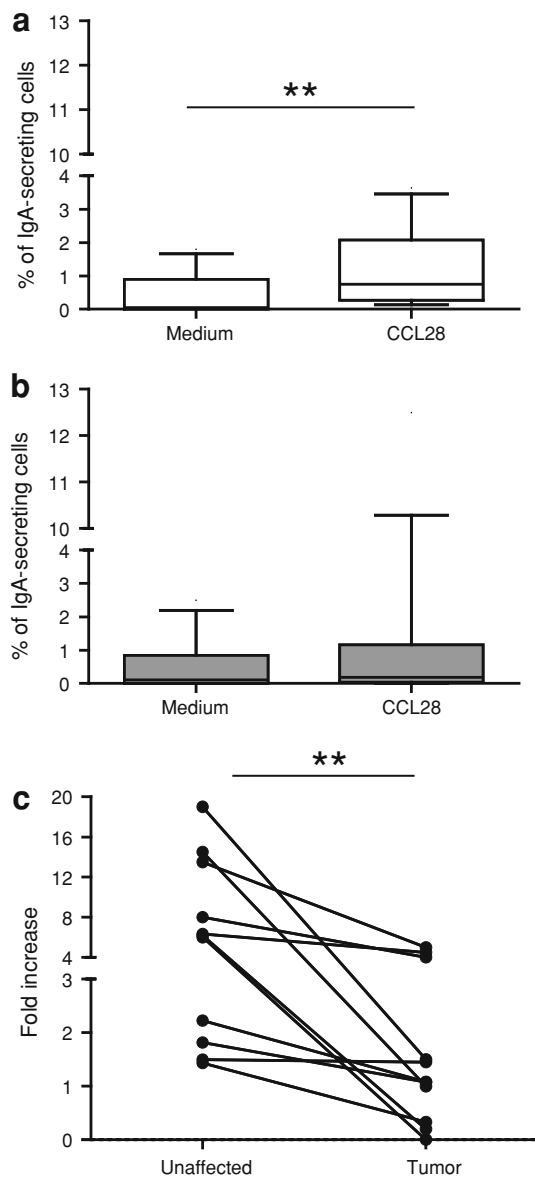 a
% of IgA-secreting cells
13
12
11
10
4
3
2
1
0
**
Medium
CCL28
b
% of IgA-secreting cells
13
12
11
10
4
3
2
1
0
Medium
CCL28
c
**
Fold increase
20
16
12
8
4
3
2
1
0
Unaffected
Tumor